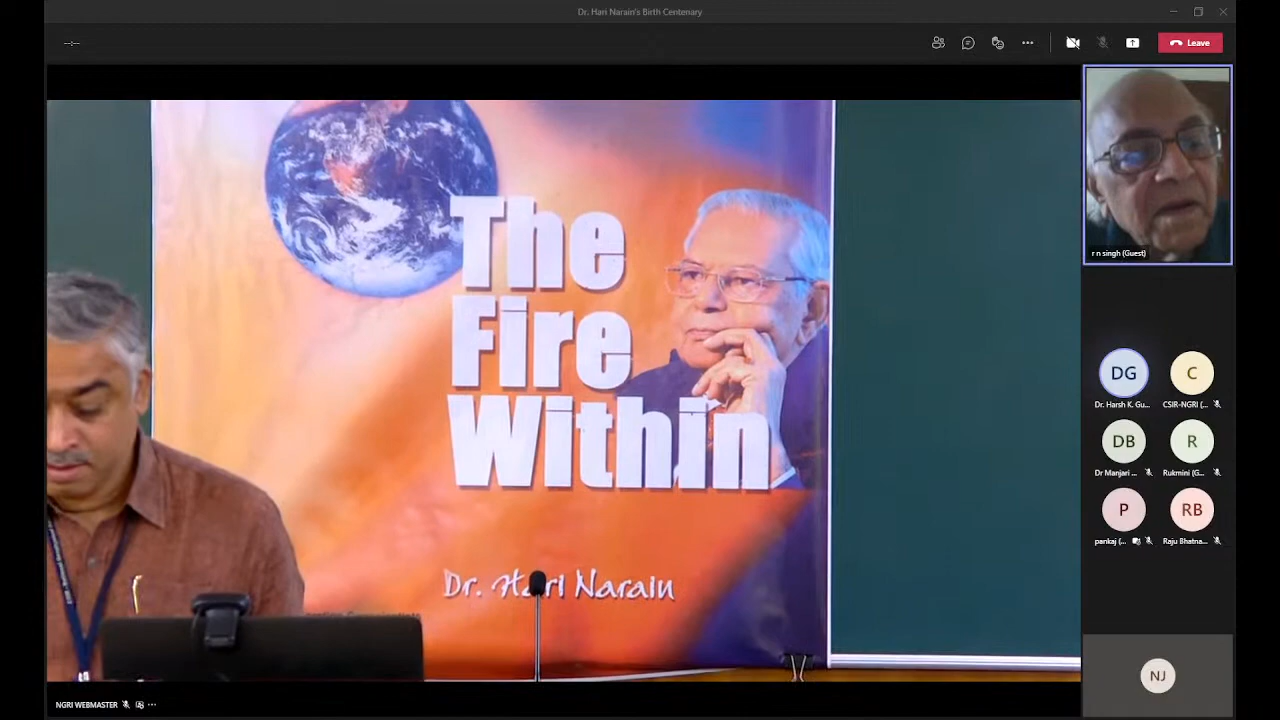 Dr. Hari Narain's Birth Centenary
--:--
Leave
The
Fire
Within
Dr. Hari Narain
r n singh (Guest)
DG
C
Dr. Harsh K. Gu...
CSIR-NGRI (...
DB
R
Dr Manjari ...
Rukmini (G...
P
RB
pankaj (...
Raju Bhatna...
NJ
NGRI WEBMASTER